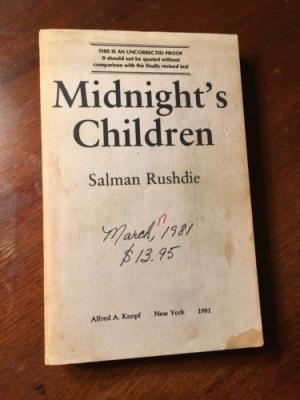 THIS IS AN UNCORRECTED PROOF
It should not be quoted without
comparison with the finally revised text
Midnight's
Children
Salman Rushdie
March, 1981
$13.95
Alfred A. Knopf New York 1981